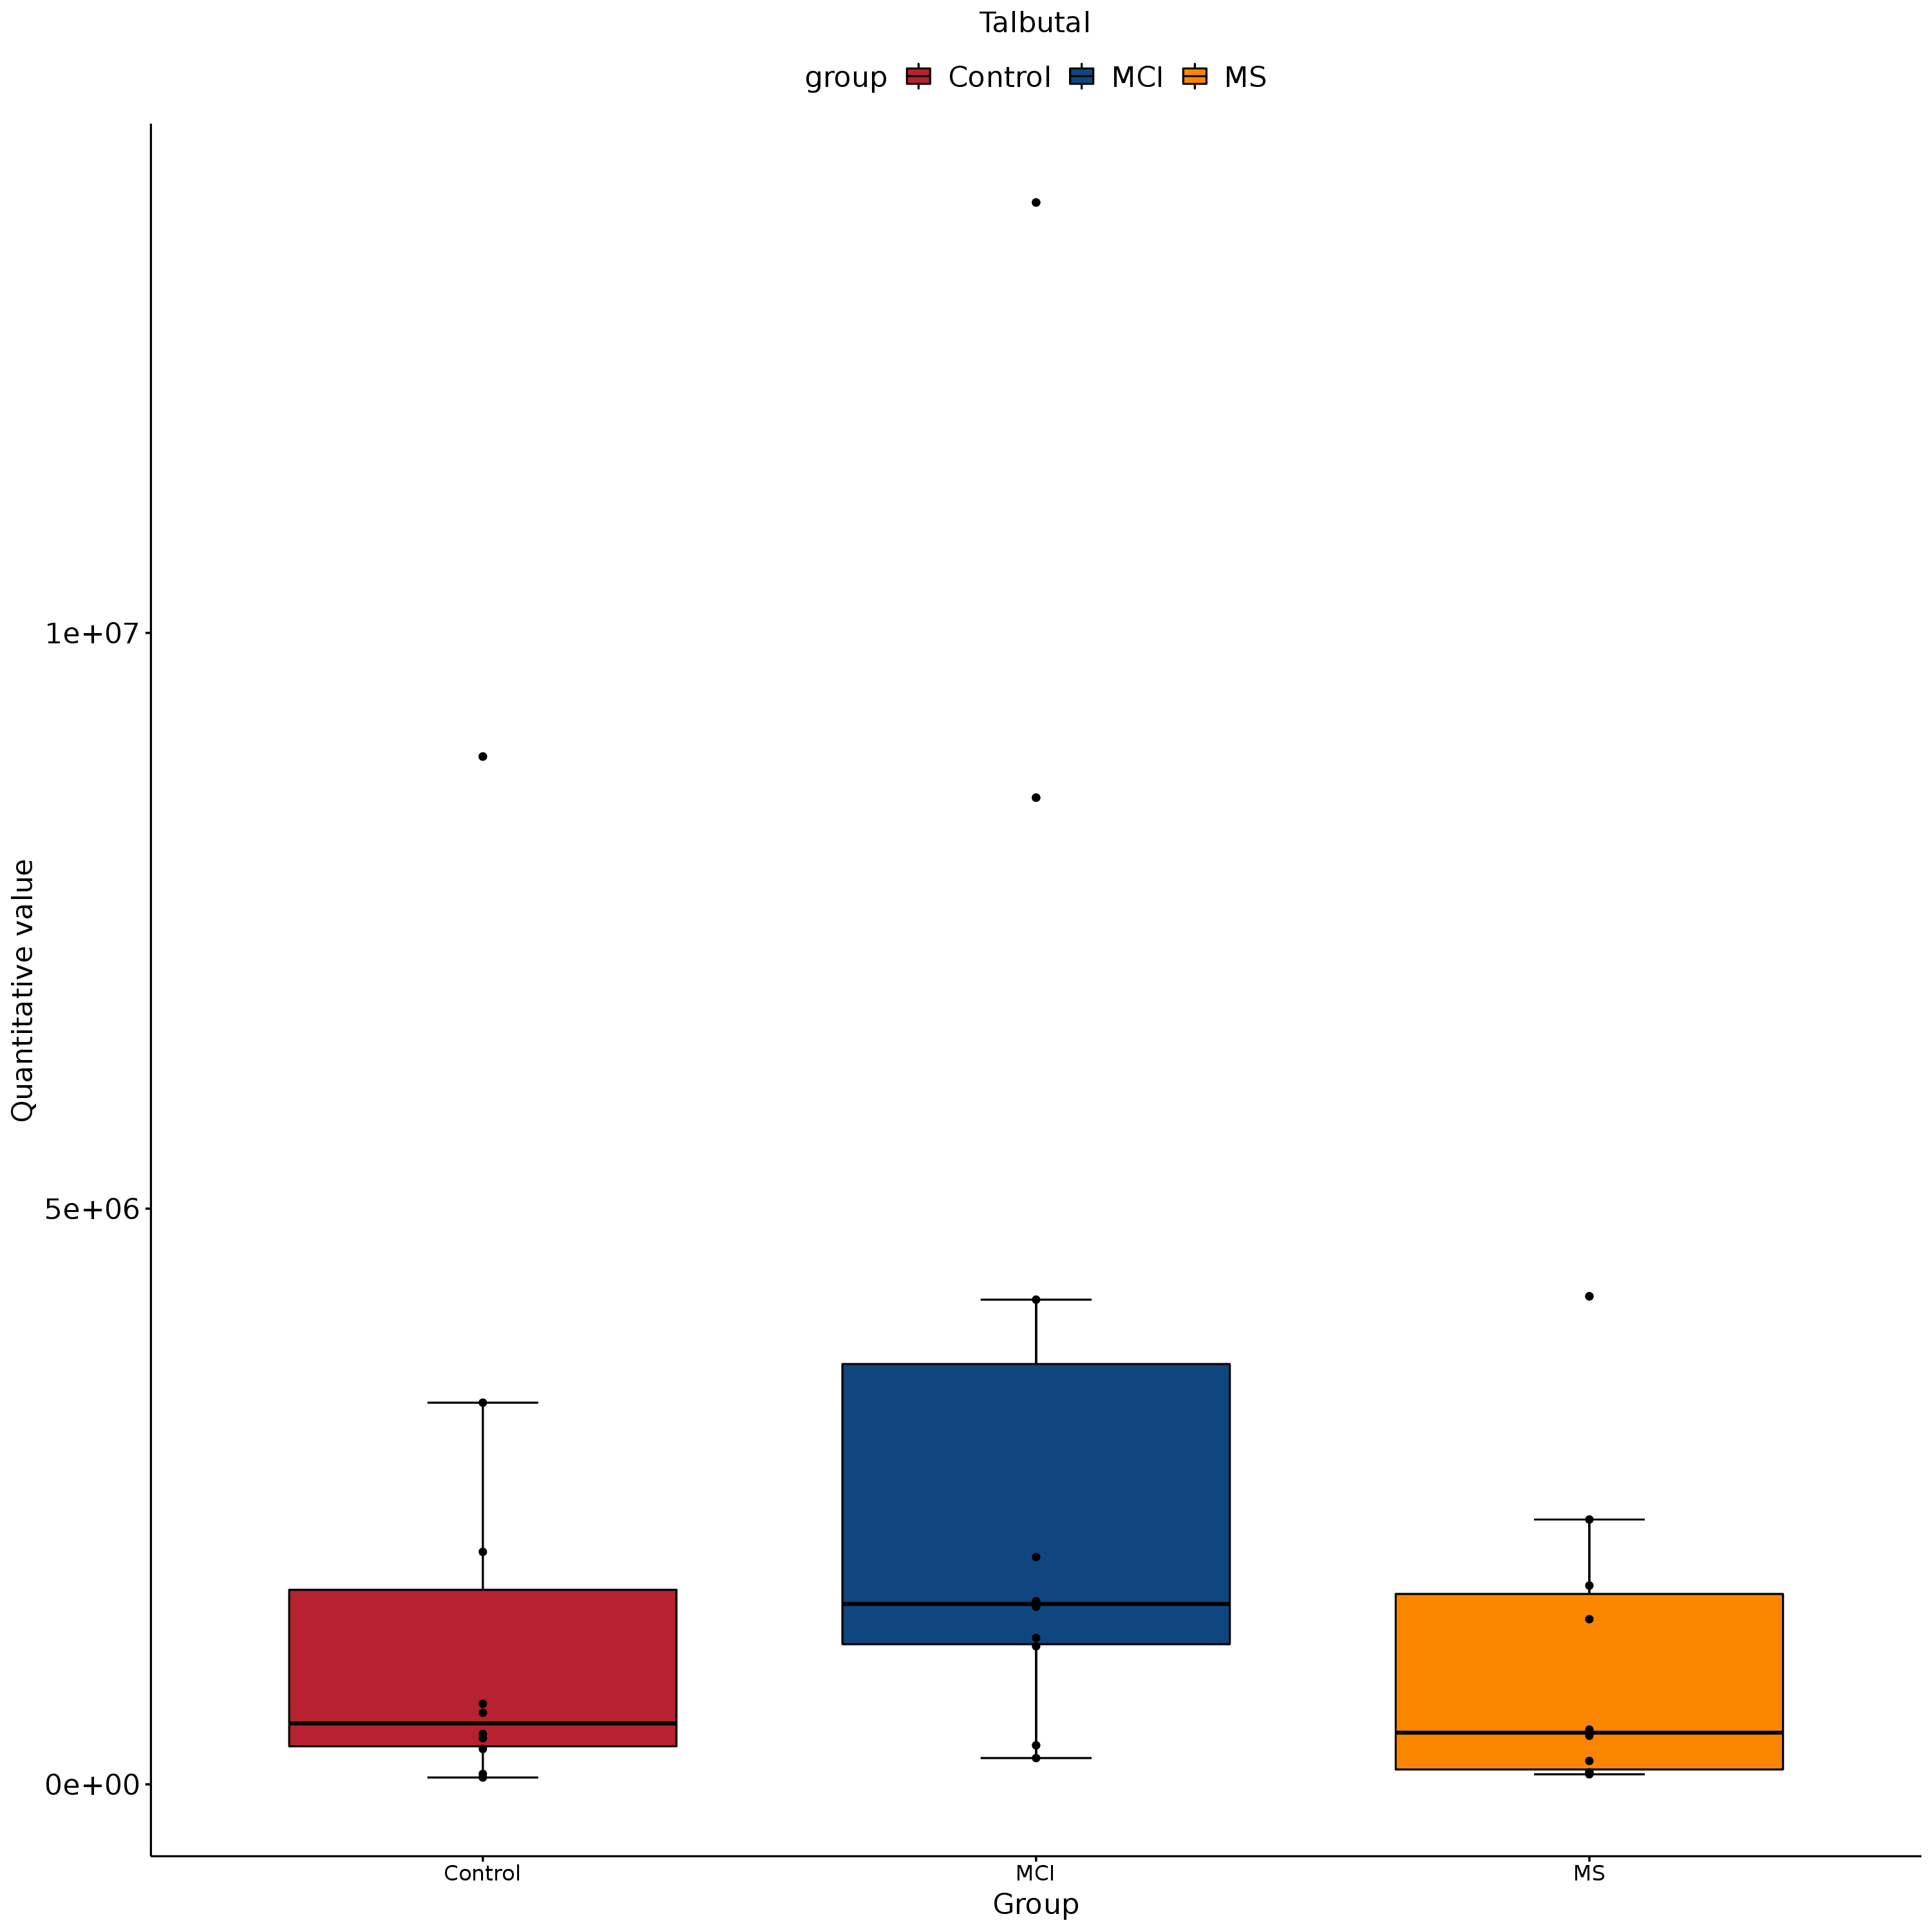 Talbutal
group Control MCI MS
Quantitative value
1e+07
5e+06
0e+00
Control MCI MS
Group